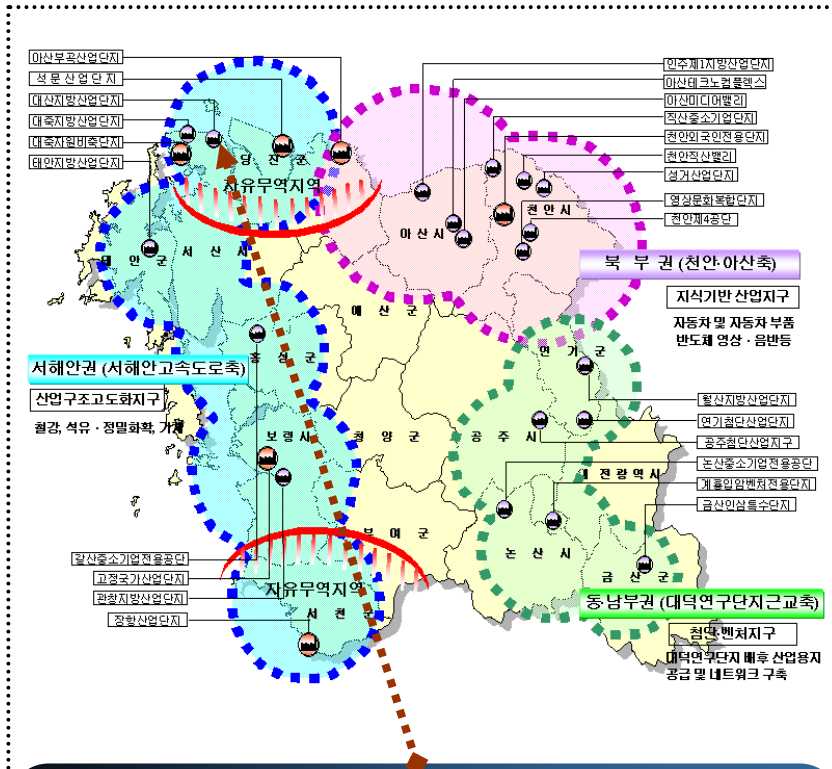 아산부곡산업단지
석문산업단지
대산지방산업단지
대죽지방산업단지
대죽자원비축단지
태안지방산업단지
인주제1지방산업단지
아산테크노컴플렉스
아산미디어밸리
직산중소기업단지
천안외국인전용단지
천안직산밸리
성거산업단지
영상문화복합단지
천안제4공단
당진군
자유무역지역
아산시
천안시
태안군
서산시
북 부 권 (천안·아산축)
지식기반 산업지구
자동차 및 자동차 부품
반도체 영상·음반등
예산군
홍성군
연기군
서해안권 (서해안고속도로축)
산업구조고도화지구
철강, 석유·정밀화확, 기계
월산지방산업단지
연기첨단산업단지
공주첨단산업지구
논산중소기업전용공단
계룡입암벤처전용단지
금산인삼특수단지
보령시
청양군
공주시
대전광역시
부여군
논산시
금산군
갈산중소기업전용공단
고정국가산업단지
관창지방산업단지
장항산업단지
자유무역지역
서천군
동·남부권 (대덕연구단지근교축)
첨단·벤처지구
대덕연구단지 배후 산업용지
공급 및 네트워크 구축